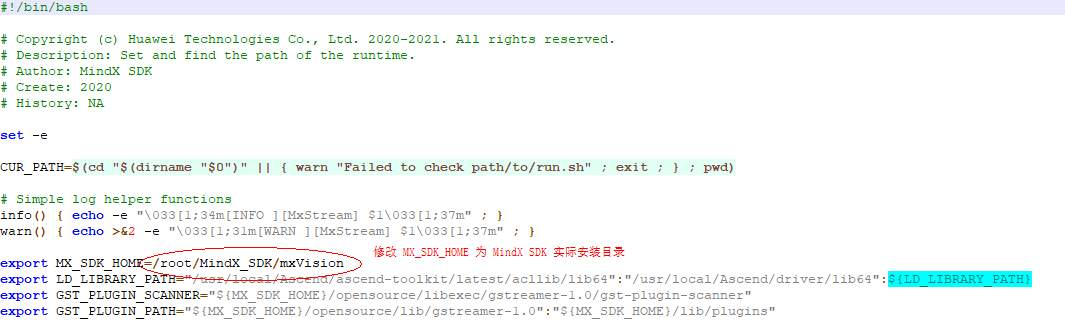 #!/bin/bash
# Copyright (c) Huawei Technologies Co., Ltd. 2020-2021. All rights reserved.
# Description: Set and find the path of the runtime.
# Author: MindX SDK
# Create: 2020
# History: NA
set -e
CUR_PATH=$(cd "$(dirname "$0")" || { warn "Failed to check path/to/run.sh" ; exit ; } ; pwd)
# Simple log helper functions
info() { echo -e "\033[1;34m[INFO ][MxStream] $1\033[1;37m" ; }
warn() { echo >&2 -e "\033[1;31m[WARN ][MxStream] $1\033[1;37m" ; }
修改 MX_SDK_HOME 为 MindX SDK 实际安装目录
export MX_SDK_HOME=/root/MindX_SDK/mxVision
export LD_LIBRARY_PATH="/usr/local/Ascend/ascend-toolkit/latest/acllib/lib64":"/usr/local/Ascend/driver/lib64":${LD_LIBRARY_PATH}
export GST_PLUGIN_SCANNER="${MX_SDK_HOME}/opensource/libexec/gstreamer-1.0/gst-plugin-scanner"
export GST_PLUGIN_PATH="${MX_SDK_HOME}/opensource/lib/gstreamer-1.0":"${MX_SDK_HOME}/lib/plugins"